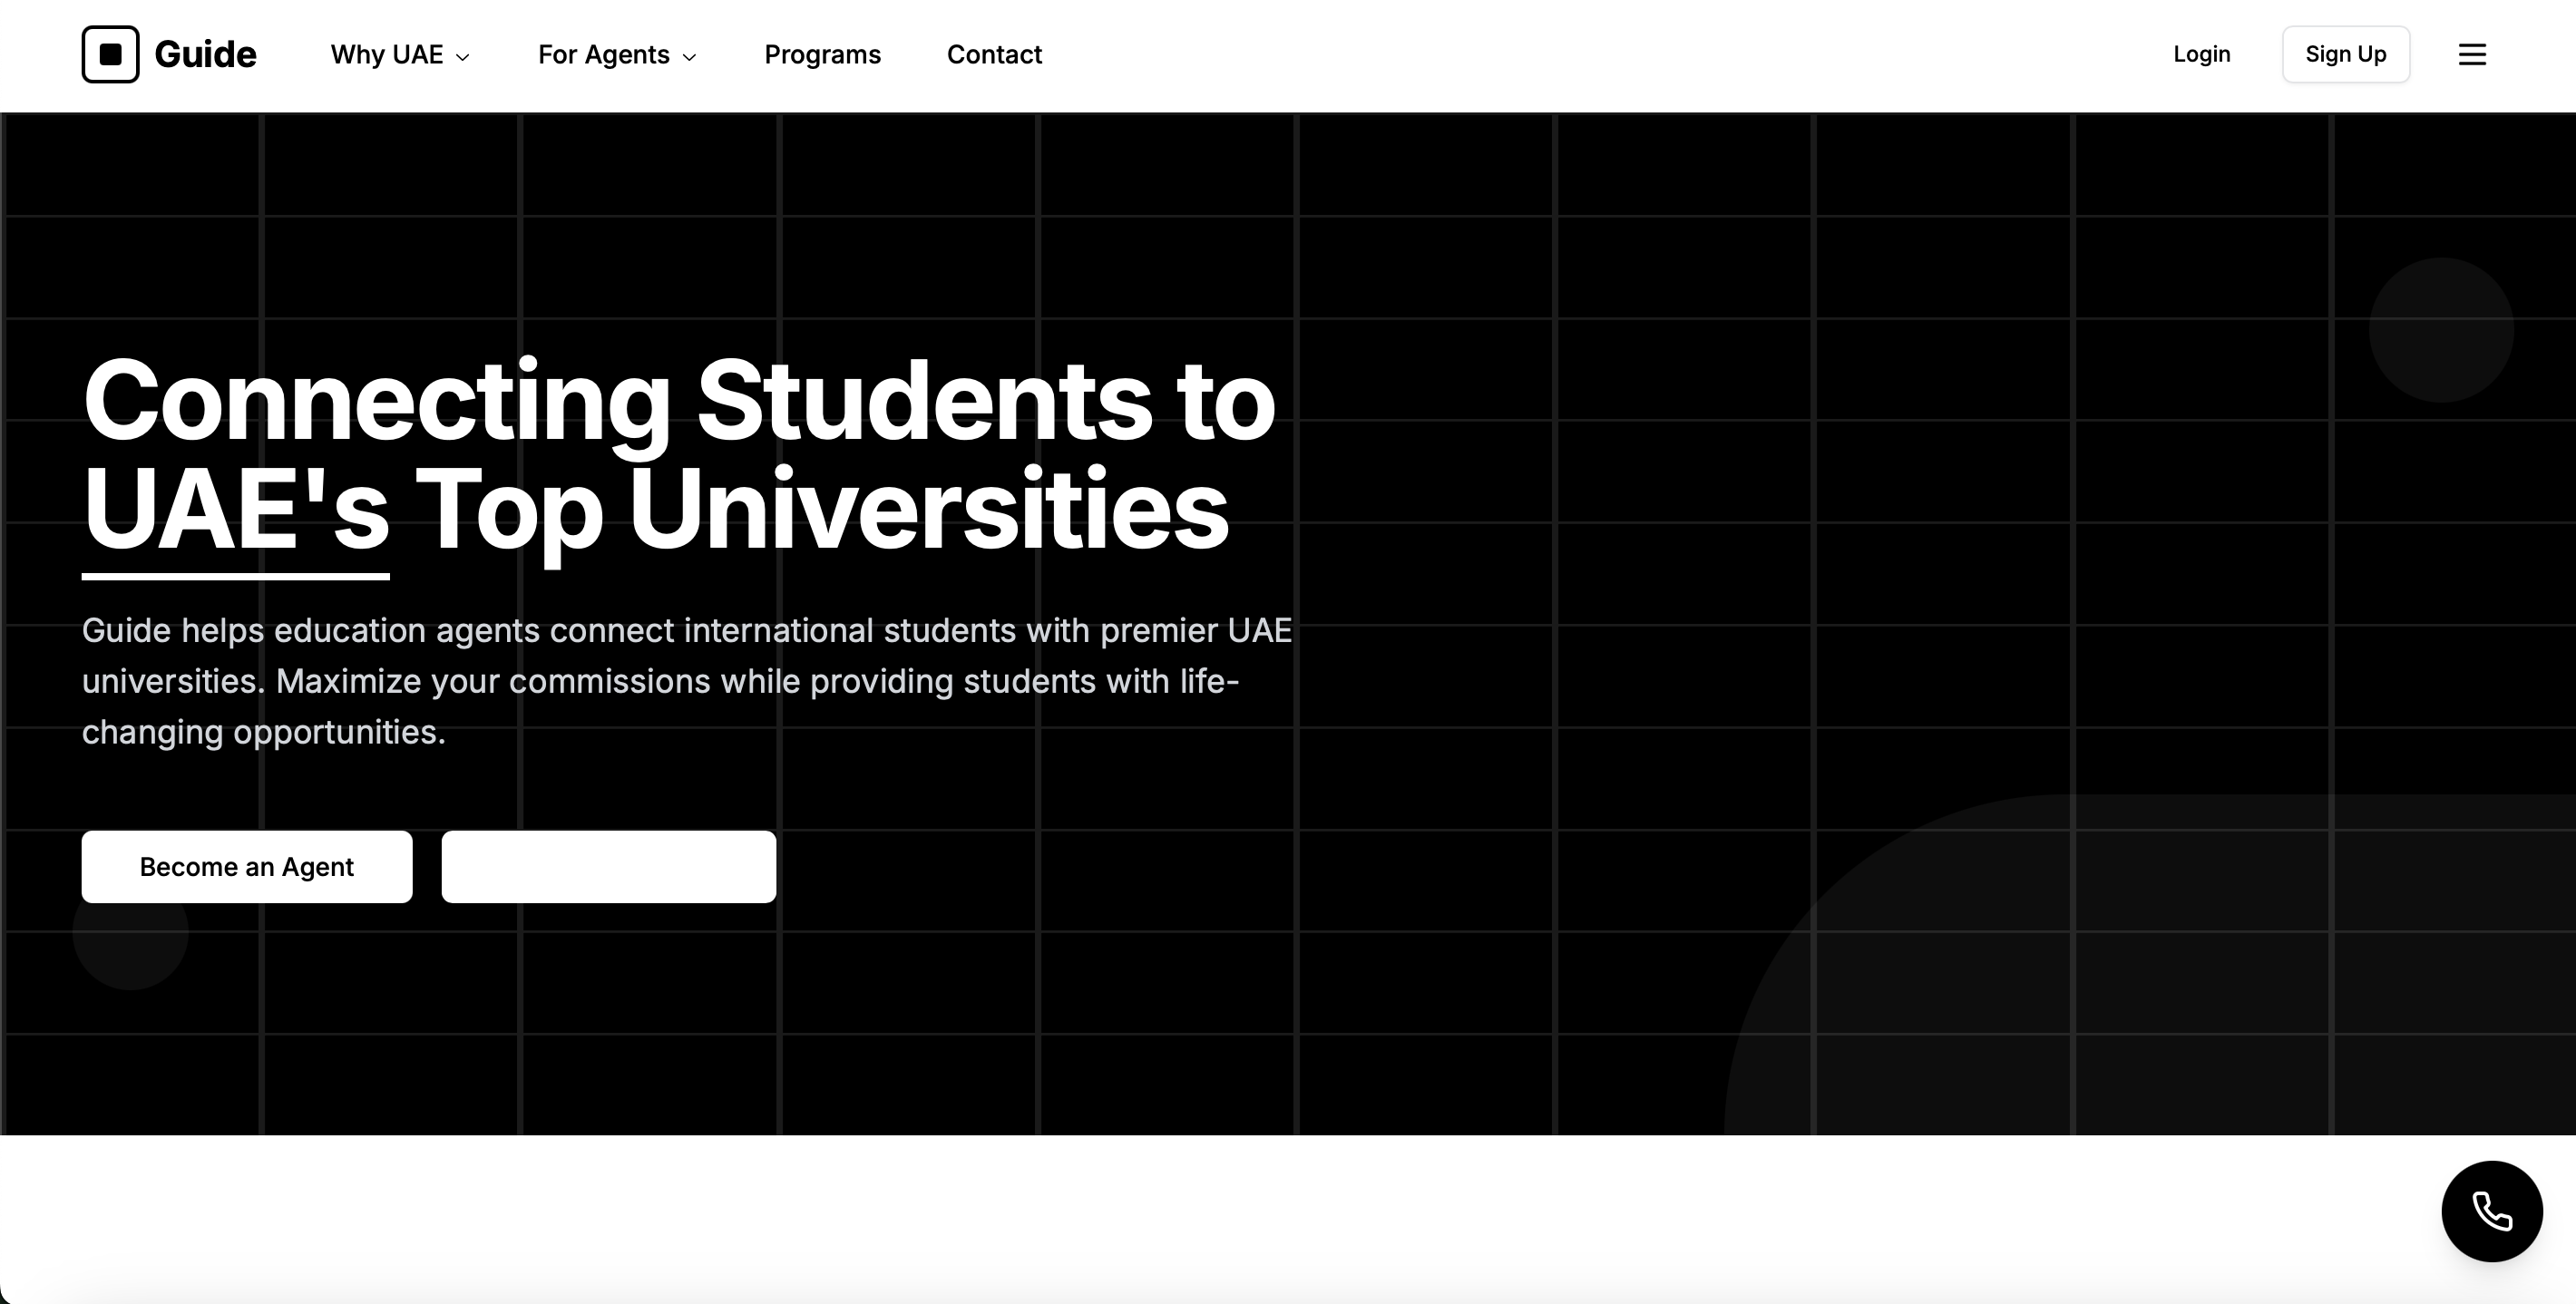 Guide
Why UAE
For Agents
Programs
Contact
Login
Sign Up
Connecting Students to
UAE's Top Universities
Guide helps education agents connect international students with premier UAE
universities. Maximize your commissions while providing students with life-
changing opportunities.
Become an Agent